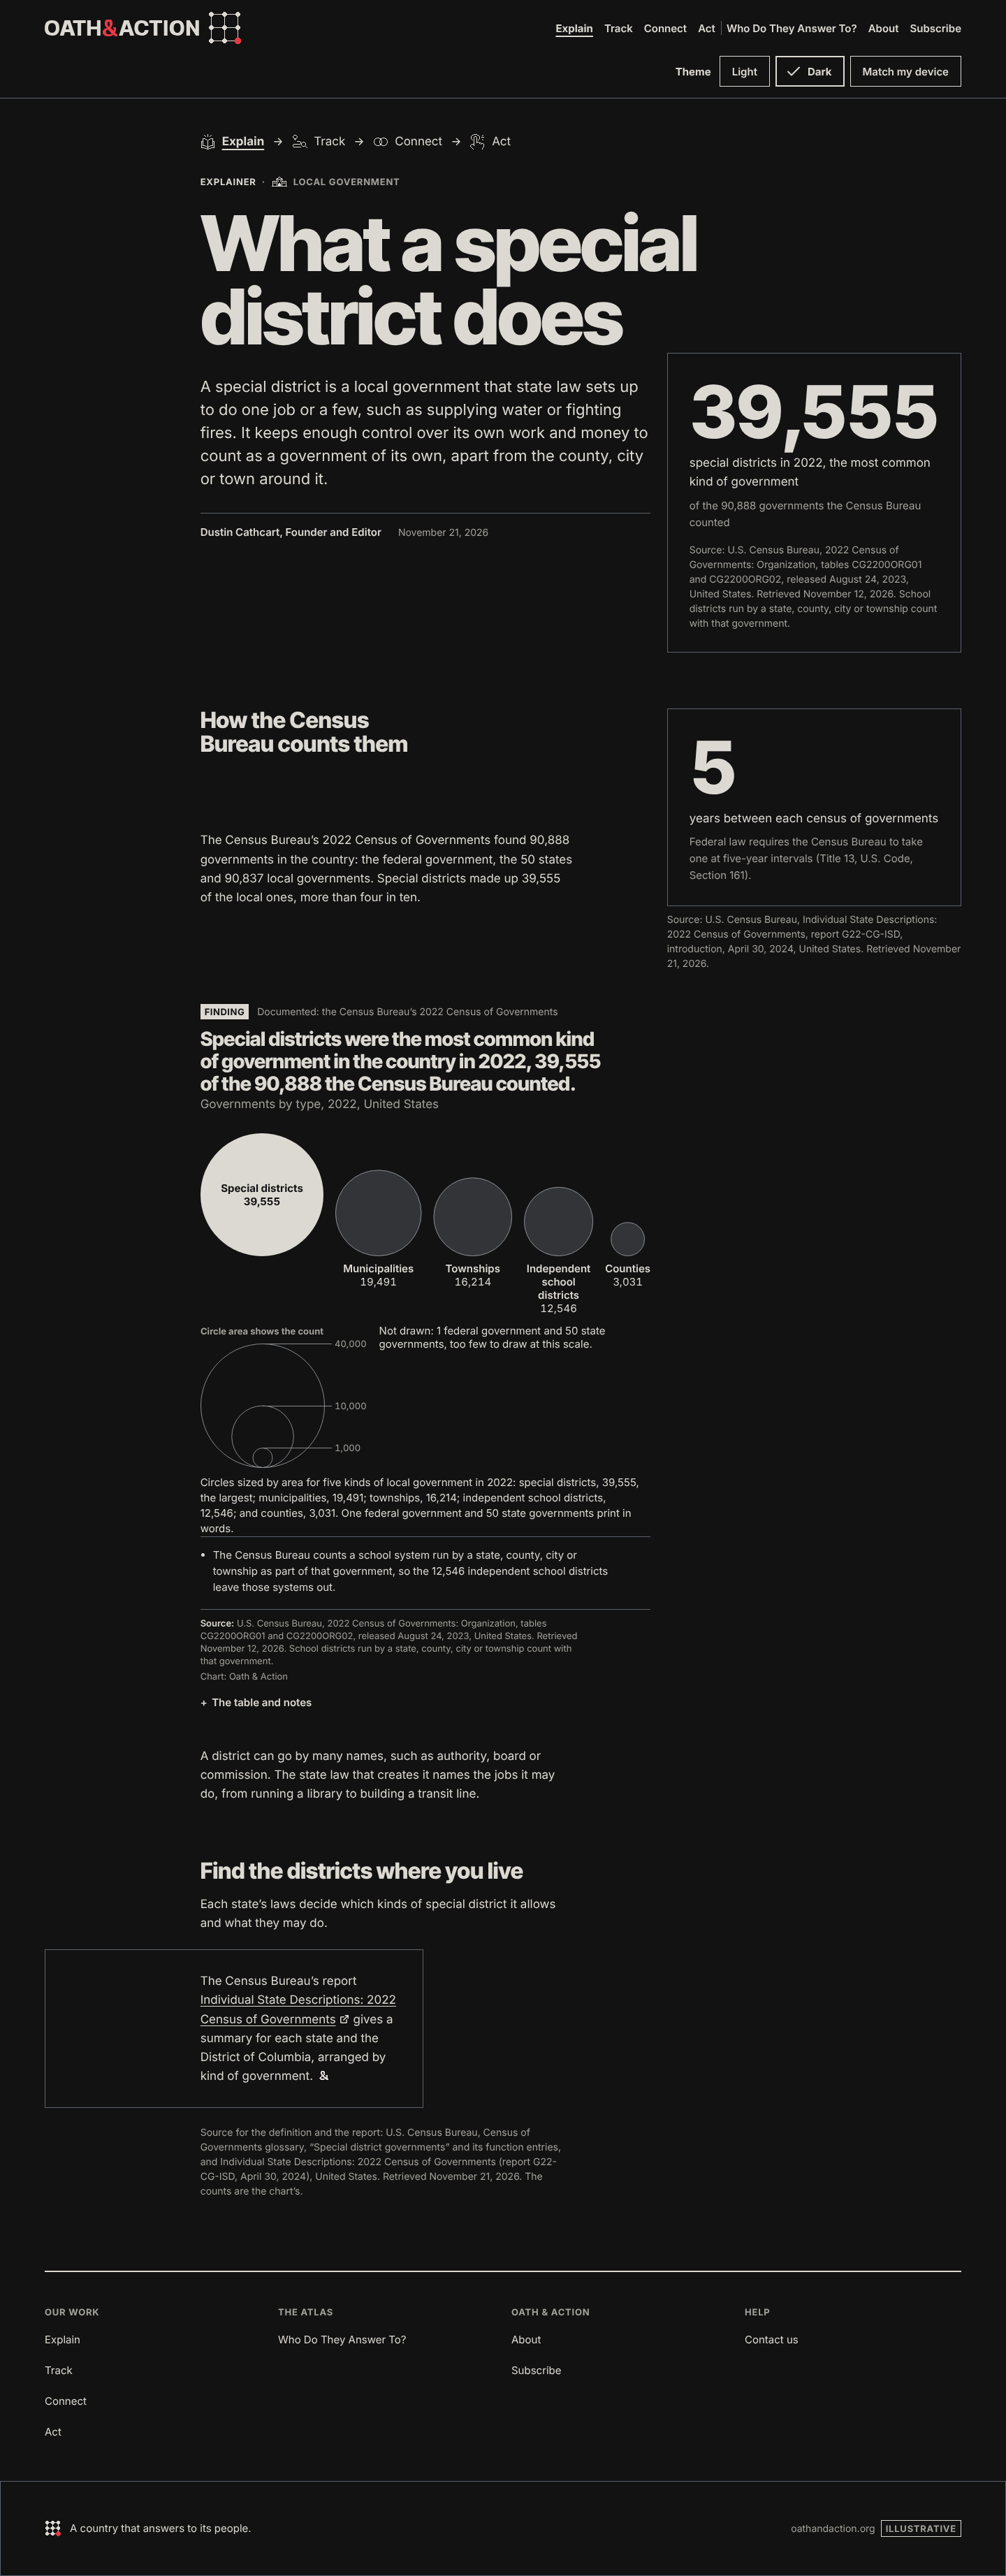 OATH&ACTION
Explain Track Connect Act Who Do They Answer To? About Subscribe
Theme Light Dark Match my device
Explain → Track → Connect → Act
EXPLAINER · LOCAL GOVERNMENT
What a special
district does
A special district is a local government that state law sets up
to do one job or a few, such as supplying water or fighting
fires. It keeps enough control over its own work and money to
count as a government of its own, apart from the county, city
or town around it.
Dustin Cathcart, Founder and Editor November 21, 2026
39,555
special districts in 2022, the most common
kind of government
of the 90,888 governments the Census Bureau
counted
Source: U.S. Census Bureau, 2022 Census of
Governments: Organization, tables CG2200ORG01
and CG2200ORG02, released August 24, 2023,
United States. Retrieved November 12, 2026. School
districts run by a state, county, city or township count
with that government.
How the Census
Bureau counts them
The Census Bureau’s 2022 Census of Governments found 90,888
governments in the country: the federal government, the 50 states
and 90,837 local governments. Special districts made up 39,555
of the local ones, more than four in ten.
5
years between each census of governments
Federal law requires the Census Bureau to take
one at five-year intervals (Title 13, U.S. Code,
Section 161).
Source: U.S. Census Bureau, Individual State Descriptions:
2022 Census of Governments, report G22-CG-ISD,
introduction, April 30, 2024, United States. Retrieved November
21, 2026.
FINDING Documented: the Census Bureau’s 2022 Census of Governments
Special districts were the most common kind
of government in the country in 2022, 39,555
of the 90,888 the Census Bureau counted.
Governments by type, 2022, United States
Special districts
39,555
Municipalities
19,491
Townships
16,214
Independent
school
districts
12,546
Counties
3,031
Circle area shows the count
40,000
10,000
1,000
Not drawn: 1 federal government and 50 state
governments, too few to draw at this scale.
Circles sized by area for five kinds of local government in 2022: special districts, 39,555,
the largest; municipalities, 19,491; townships, 16,214; independent school districts,
12,546; and counties, 3,031. One federal government and 50 state governments print in
words.
• The Census Bureau counts a school system run by a state, county, city or
township as part of that government, so the 12,546 independent school districts
leave those systems out.
Source: U.S. Census Bureau, 2022 Census of Governments: Organization, tables
CG2200ORG01 and CG2200ORG02, released August 24, 2023, United States. Retrieved
November 12, 2026. School districts run by a state, county, city or township count with
that government.
Chart: Oath & Action
+ The table and notes
A district can go by many names, such as authority, board or
commission. The state law that creates it names the jobs it may
do, from running a library to building a transit line.
Find the districts where you live
Each state’s laws decide which kinds of special district it allows
and what they may do.
The Census Bureau’s report
Individual State Descriptions: 2022
Census of Governments gives a
summary for each state and the
District of Columbia, arranged by
kind of government. &
Source for the definition and the report: U.S. Census Bureau, Census of
Governments glossary, “Special district governments” and its function entries,
and Individual State Descriptions: 2022 Census of Governments (report G22-
CG-ISD, April 30, 2024), United States. Retrieved November 21, 2026. The
counts are the chart’s.
OUR WORK
Explain
Track
Connect
Act
THE ATLAS
Who Do They Answer To?
OATH & ACTION
About
Subscribe
HELP
Contact us
A country that answers to its people.
oathandaction.org ILLUSTRATIVE